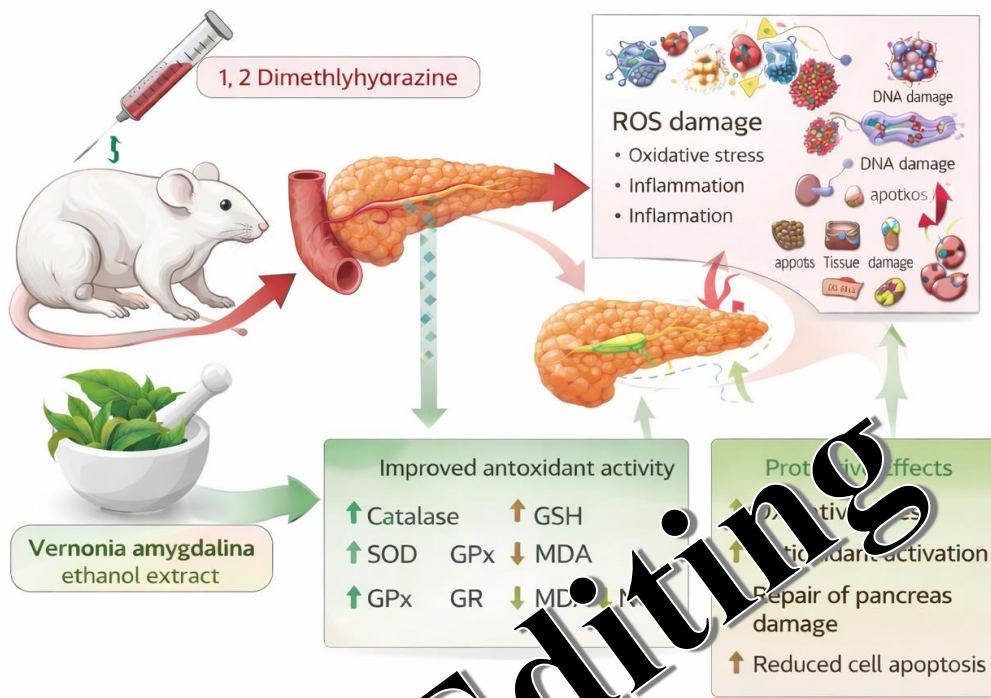 1, 2 Dimethlyhyarazine
DNA damage
ROS damage
• Oxidative stress
• Inflammation
• Inflarmation
DNA damage
apotkos
appots Tissue damage
Improved antoxidant activity
↑ Catalase ↑ GSH
↑ SOD GPx ↓ MDA
↑ GPx GR ↓
Effects
activation
Repair of pancreas
damage
↑ Reduced cell apoptosis
Vernonia amygdalina
ethanol extract
Editing